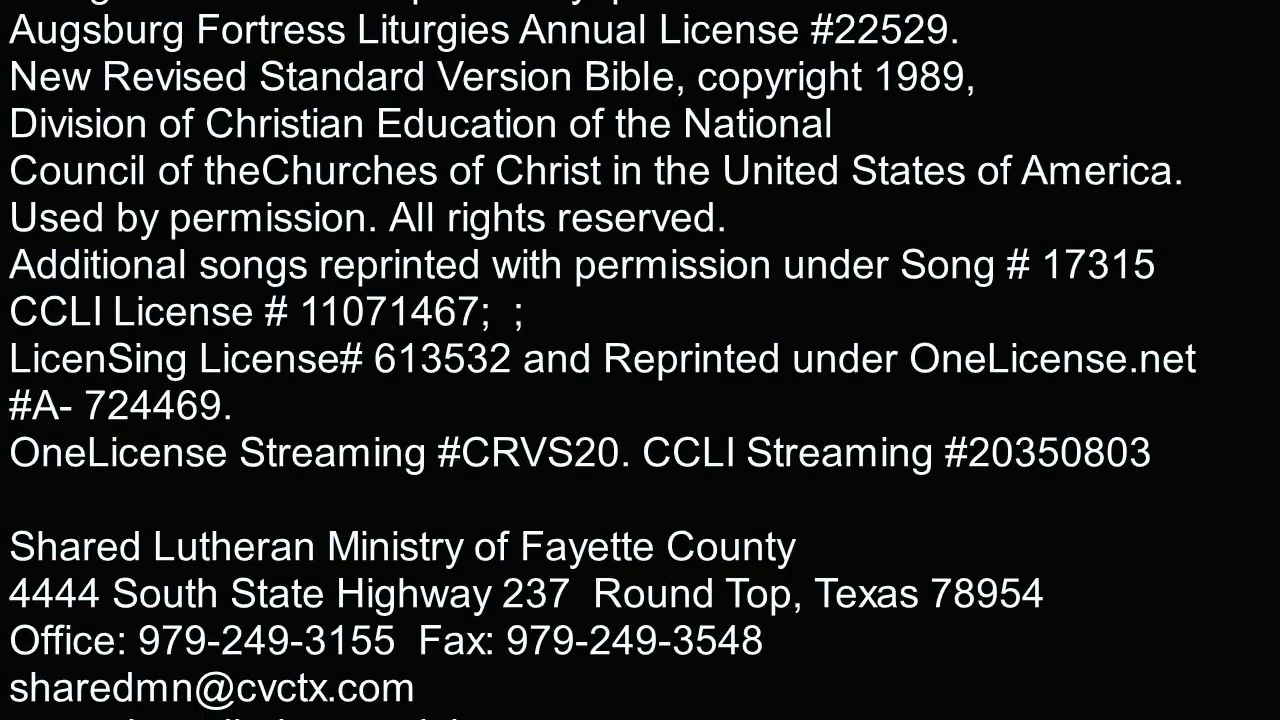 Augsburg Fortress Liturgies Annual License #22529.
New Revised Standard Version Bible, copyright 1989,
Division of Christian Education of the National
Council of theChurches of Christ in the United States of America.
Used by permission. All rights reserved.
Additional songs reprinted with permission under Song # 17315
CCLI License # 11071467;  ;
LicenSing License# 613532 and Reprinted under OneLicense.net
#A- 724469.
OneLicense Streaming #CRVS20. CCLI Streaming #20350803
Shared Lutheran Ministry of Fayette County
4444 South State Highway 237  Round Top, Texas 78954
Office: 979-249-3155  Fax: 979-249-3548
sharedmn@cvctx.com